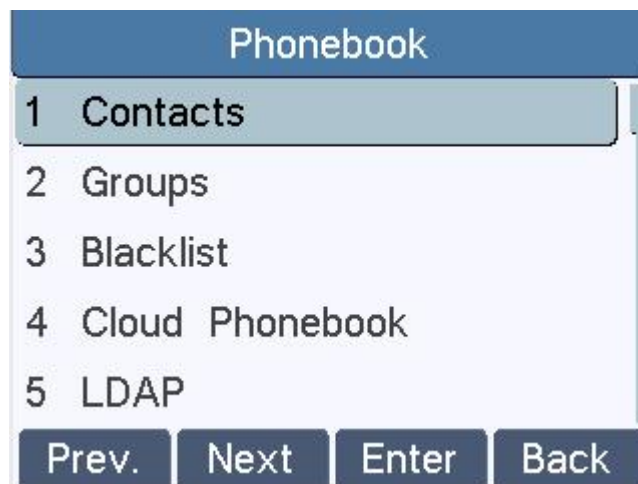 Phonebook
1 Contacts
2 Groups
3 Blacklist
4 Cloud Phonebook
5 LDAP
Prev. Next Enter Back